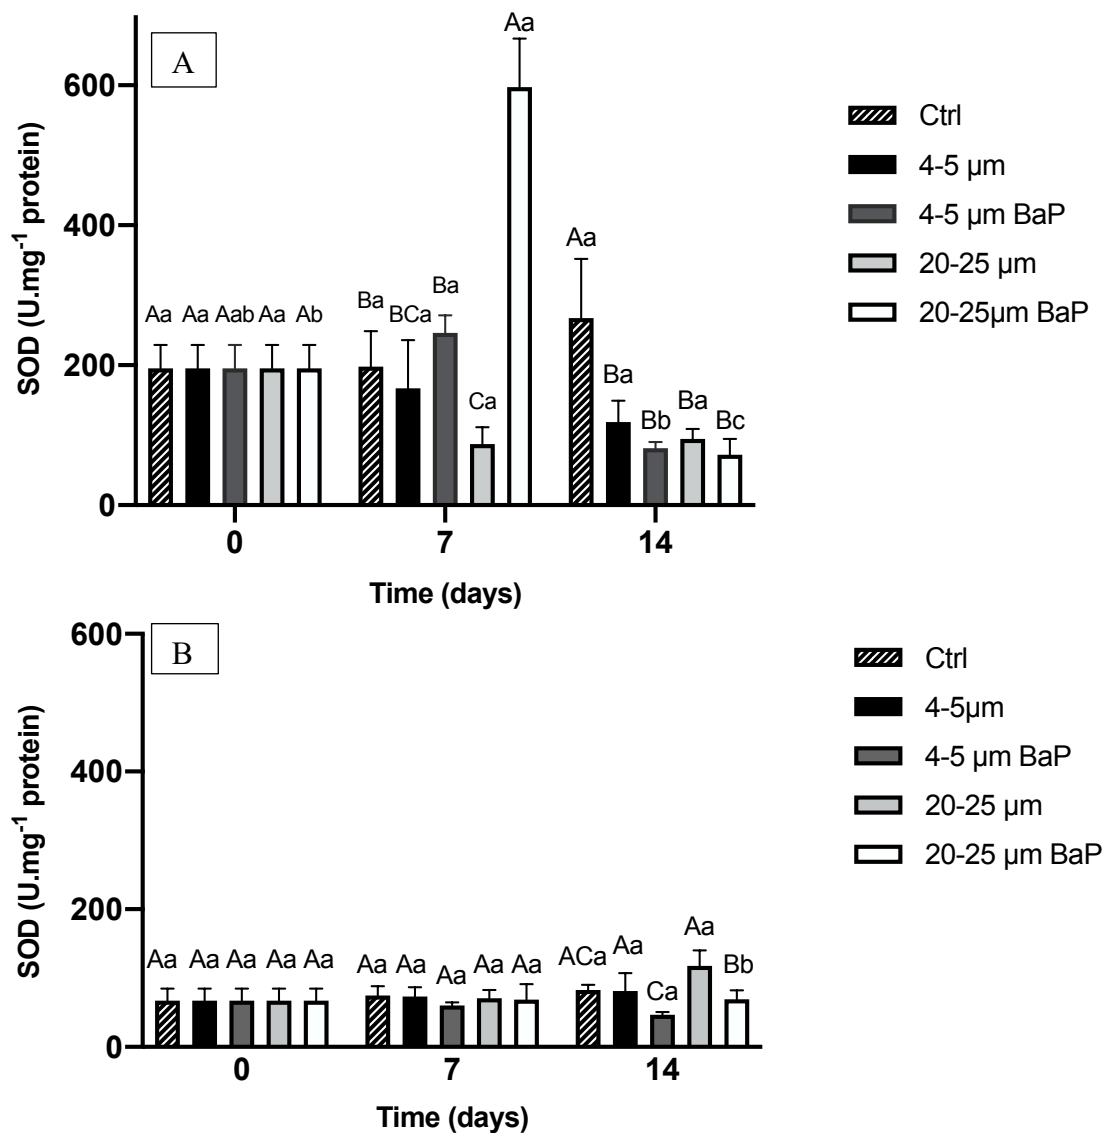 A
600
400
200
0
SOD (U.mg-1 protein)
Aa Aa Aab Aa Ab
Ba BCa Ba Ca Aa
Aa Ba Bb Ba Bc
0 7 14
Time (days)
Ctrl
4-5 µm
4-5 µm BaP
20-25 µm
20-25µm BaP
B
600
400
200
0
SOD (U.mg-1 protein)
Aa Aa Aa Aa Aa
Aa Aa Aa Aa Aa
ACa Aa Ca Aa Bb
0 7 14
Time (days)
Ctrl
4-5µm
4-5 µm BaP
20-25 µm
20-25 µm BaP